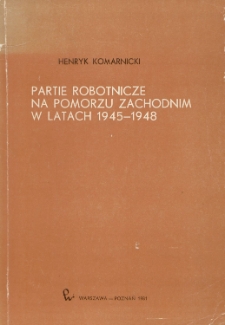 HENRYK KOMARNICKI
PARTIE ROBOTNICZE
NA POMORZU ZACHODNIM
W LATACH 1945–1948
WARSZAWA — POZNAŃ 1981